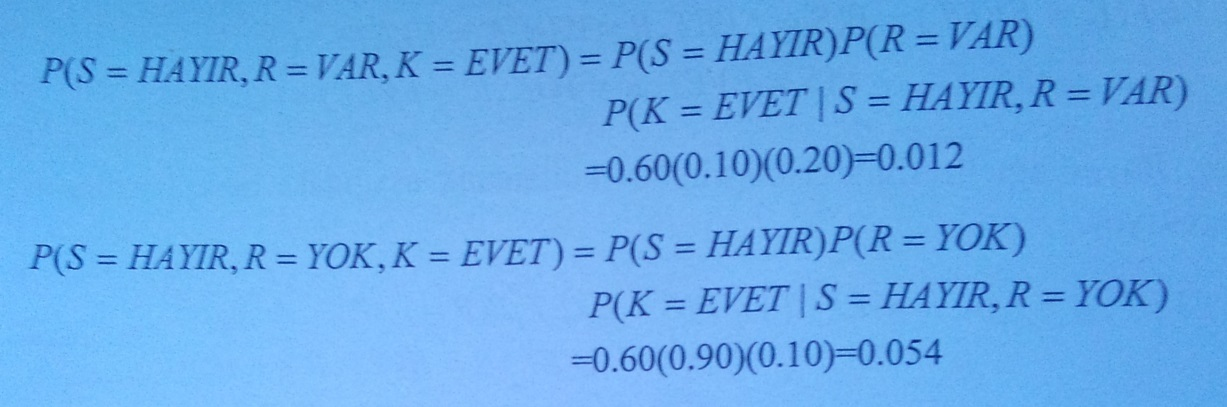 P(S = HAYIR, R = VAR, K = EVET) = P(S = HAYIR)P(R = VAR)
P(K = EVET | S = HAYIR, R = VAR)
=0.60(0.10)(0.20)=0.012
P(S = HAYIR, R = YOK, K = EVET) = P(S = HAYIR)P(R = YOK)
P(K = EVET | S = HAYIR, R = YOK)
=0.60(0.90)(0.10)=0.054